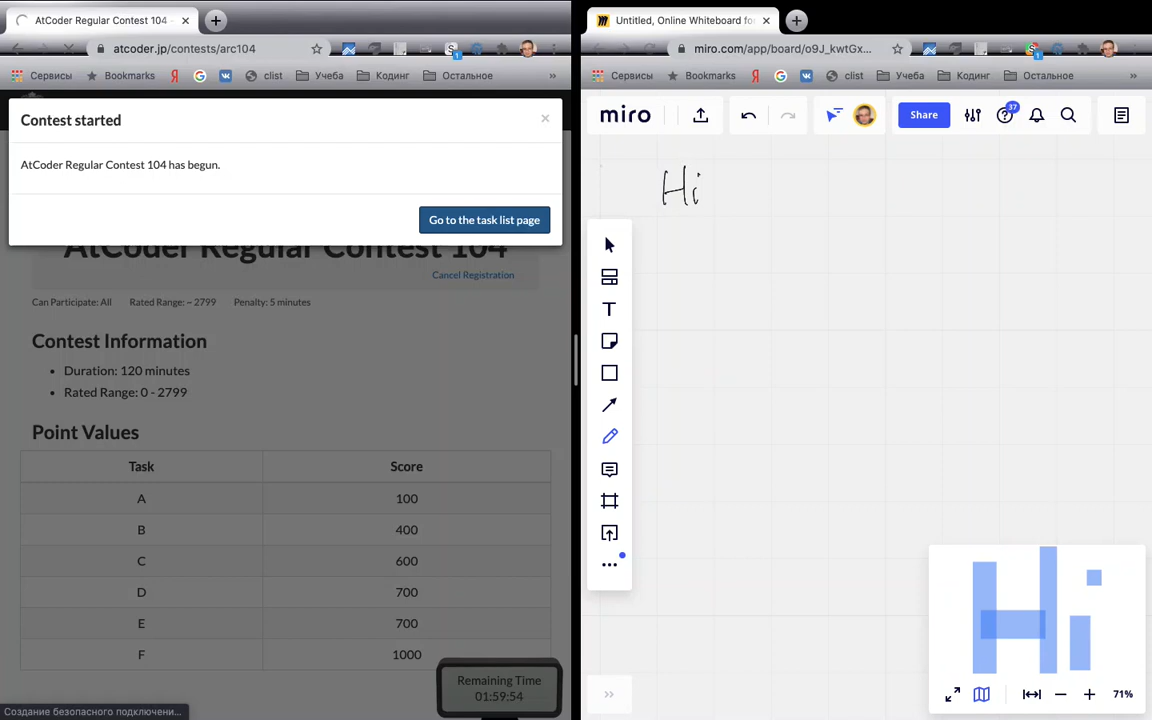 AtCoder Regular Contest 104 -
atcoder.jp/contests/arc104
Сервисы Bookmarks clist Учеба Кодинг Остальное »
Contest started
×
AtCoder Regular Contest 104 has begun.
Go to the task list page
AtCoder Regular Contest 104
Cancel Registration
Can Participate: All Rated Range: ~ 2799 Penalty: 5 minutes
Contest Information
Duration: 120 minutes
Rated Range: 0 - 2799
Point Values
Task Score
A 100
B 400
C 600
D 700
E 700
F 1000
Remaining Time
01:59:54
Создание безопасного подключени...
Untitled, Online Whiteboard fo
miro.com/app/board/o9J_kwtGx...
Сервисы Bookmarks clist Учеба Кодинг Остальное »
miro
Share
37
Hi
71%